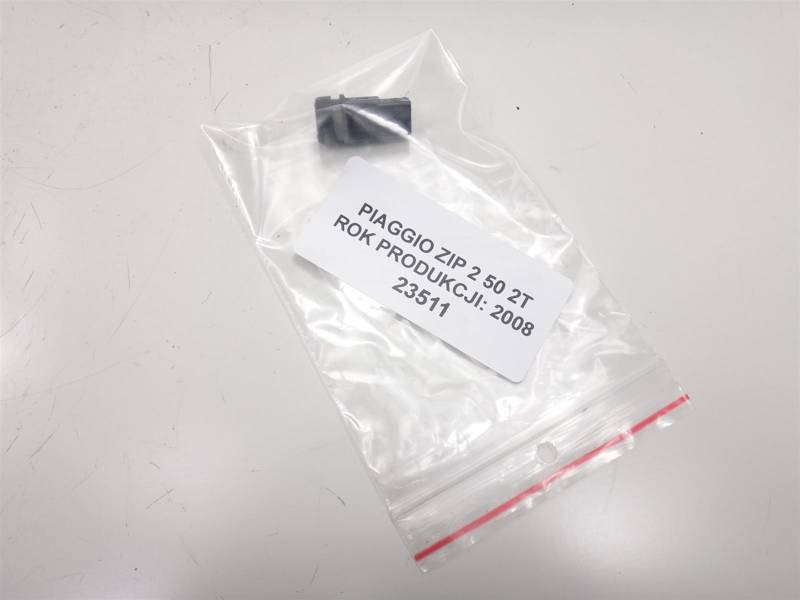 PIAGGIO ZIP 2 50 2T
ROK PRODUKCJI: 2008
23511